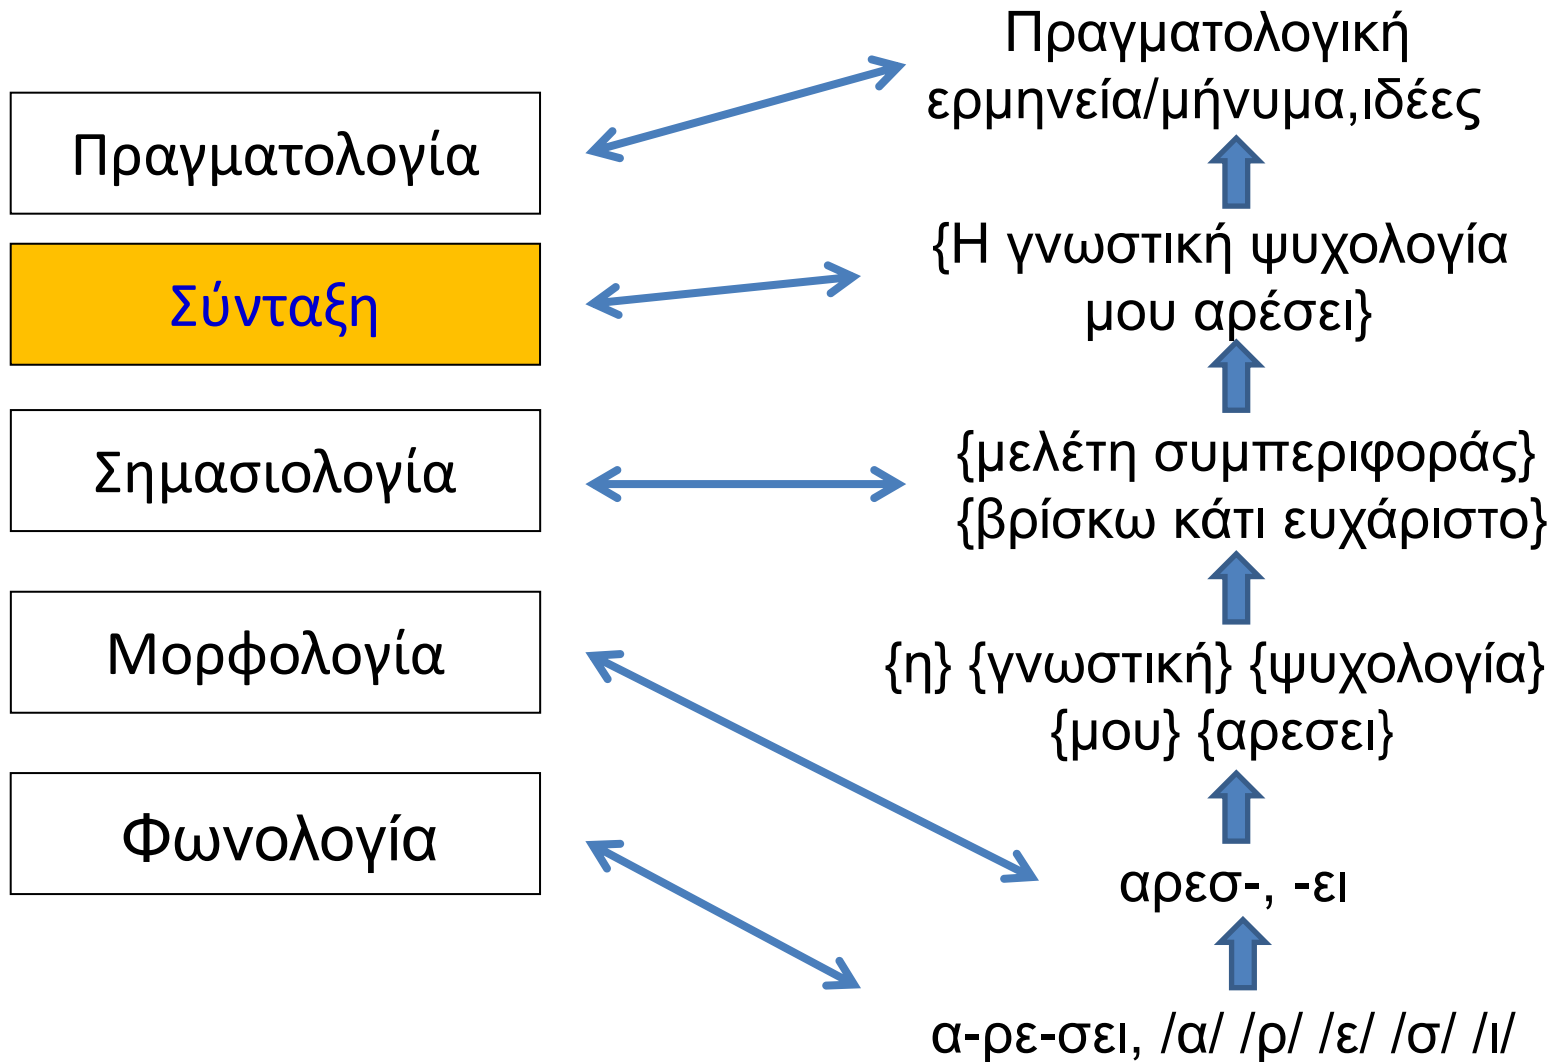 Πραγματολογική
ερμηνεία/μήνυμα,ιδέες
Πραγματολογία
{Η γνωστική ψυχολογία
μου αρέσει}
Σύνταξη
{μελέτη συμπεριφοράς}
{βρίσκω κάτι ευχάριστο}
Σημασιολογία
{η} {γνωστική} {ψυχολογία}
{μου} {αρεσει}
Μορφολογία
αρεσ-, -ει
Φωνολογία
α-ρε-σει, /α/ /ρ/ /ε/ /σ/ /ι/